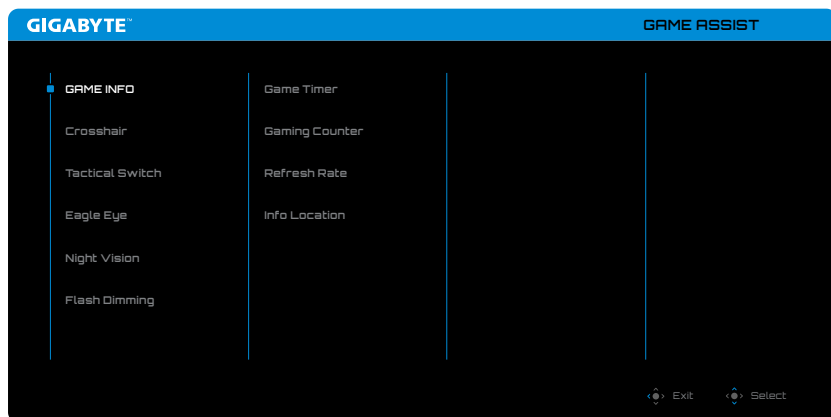 GIGABYTE™
GAME ASSIST
GAME INFO
Crosshair
Tactical Switch
Eagle Eye
Night Vision
Flash Dimming
Game Timer
Gaming Counter
Refresh Rate
Info Location
Exit
Select